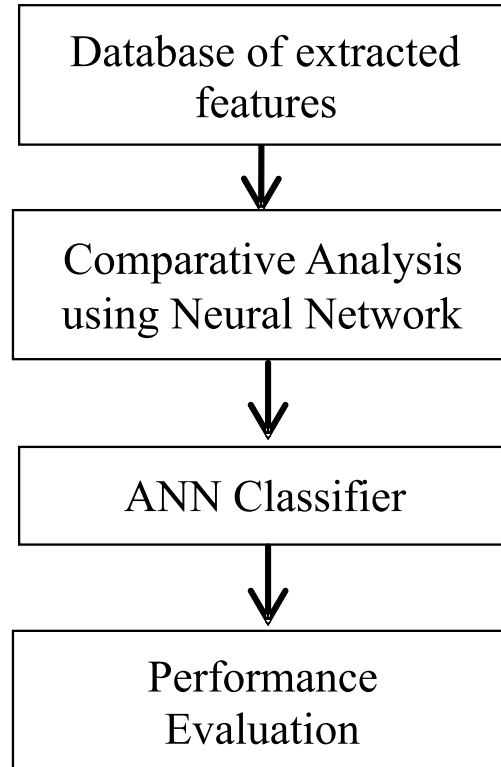 Database of extracted
features
Comparative Analysis
using Neural Network
ANN Classifier
Performance
Evaluation